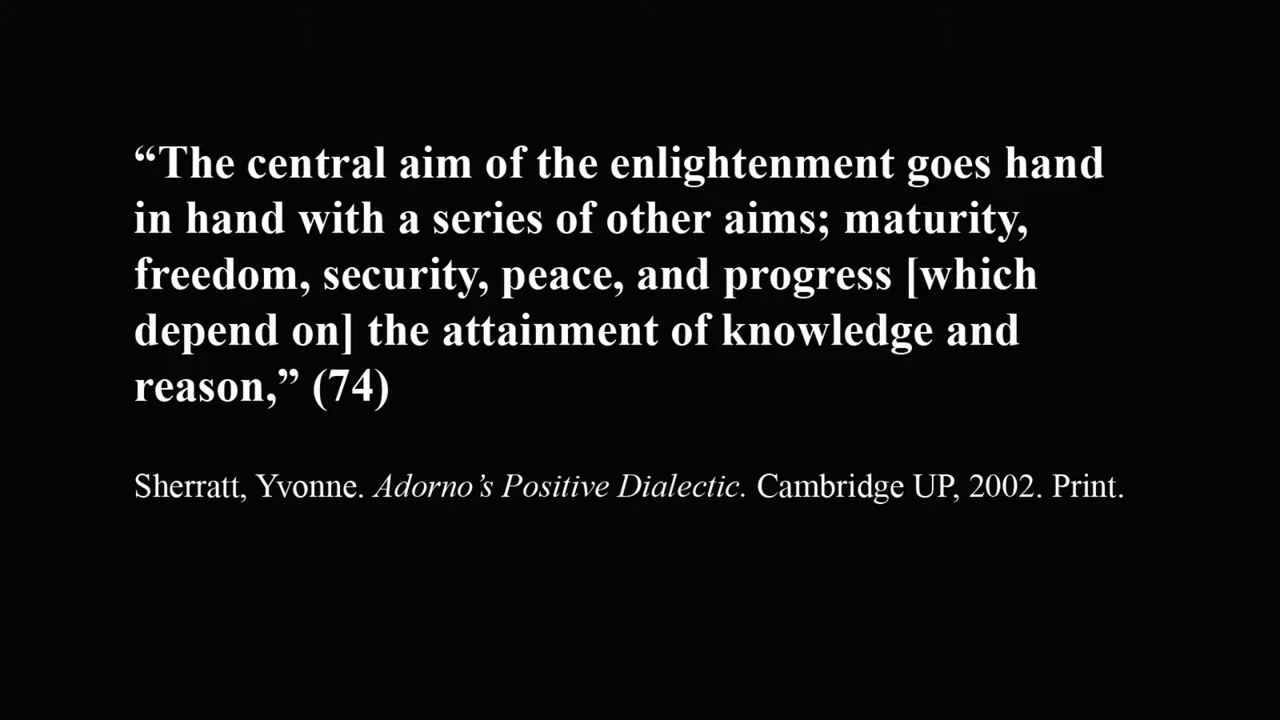 “The central aim of the enlightenment goes hand
in hand with a series of other aims; maturity,
freedom, security, peace, and progress [which
depend on] the attainment of knowledge and
reason,” (74)
Sherratt, Yvonne. Adorno’s Positive Dialectic. Cambridge UP, 2002. Print.